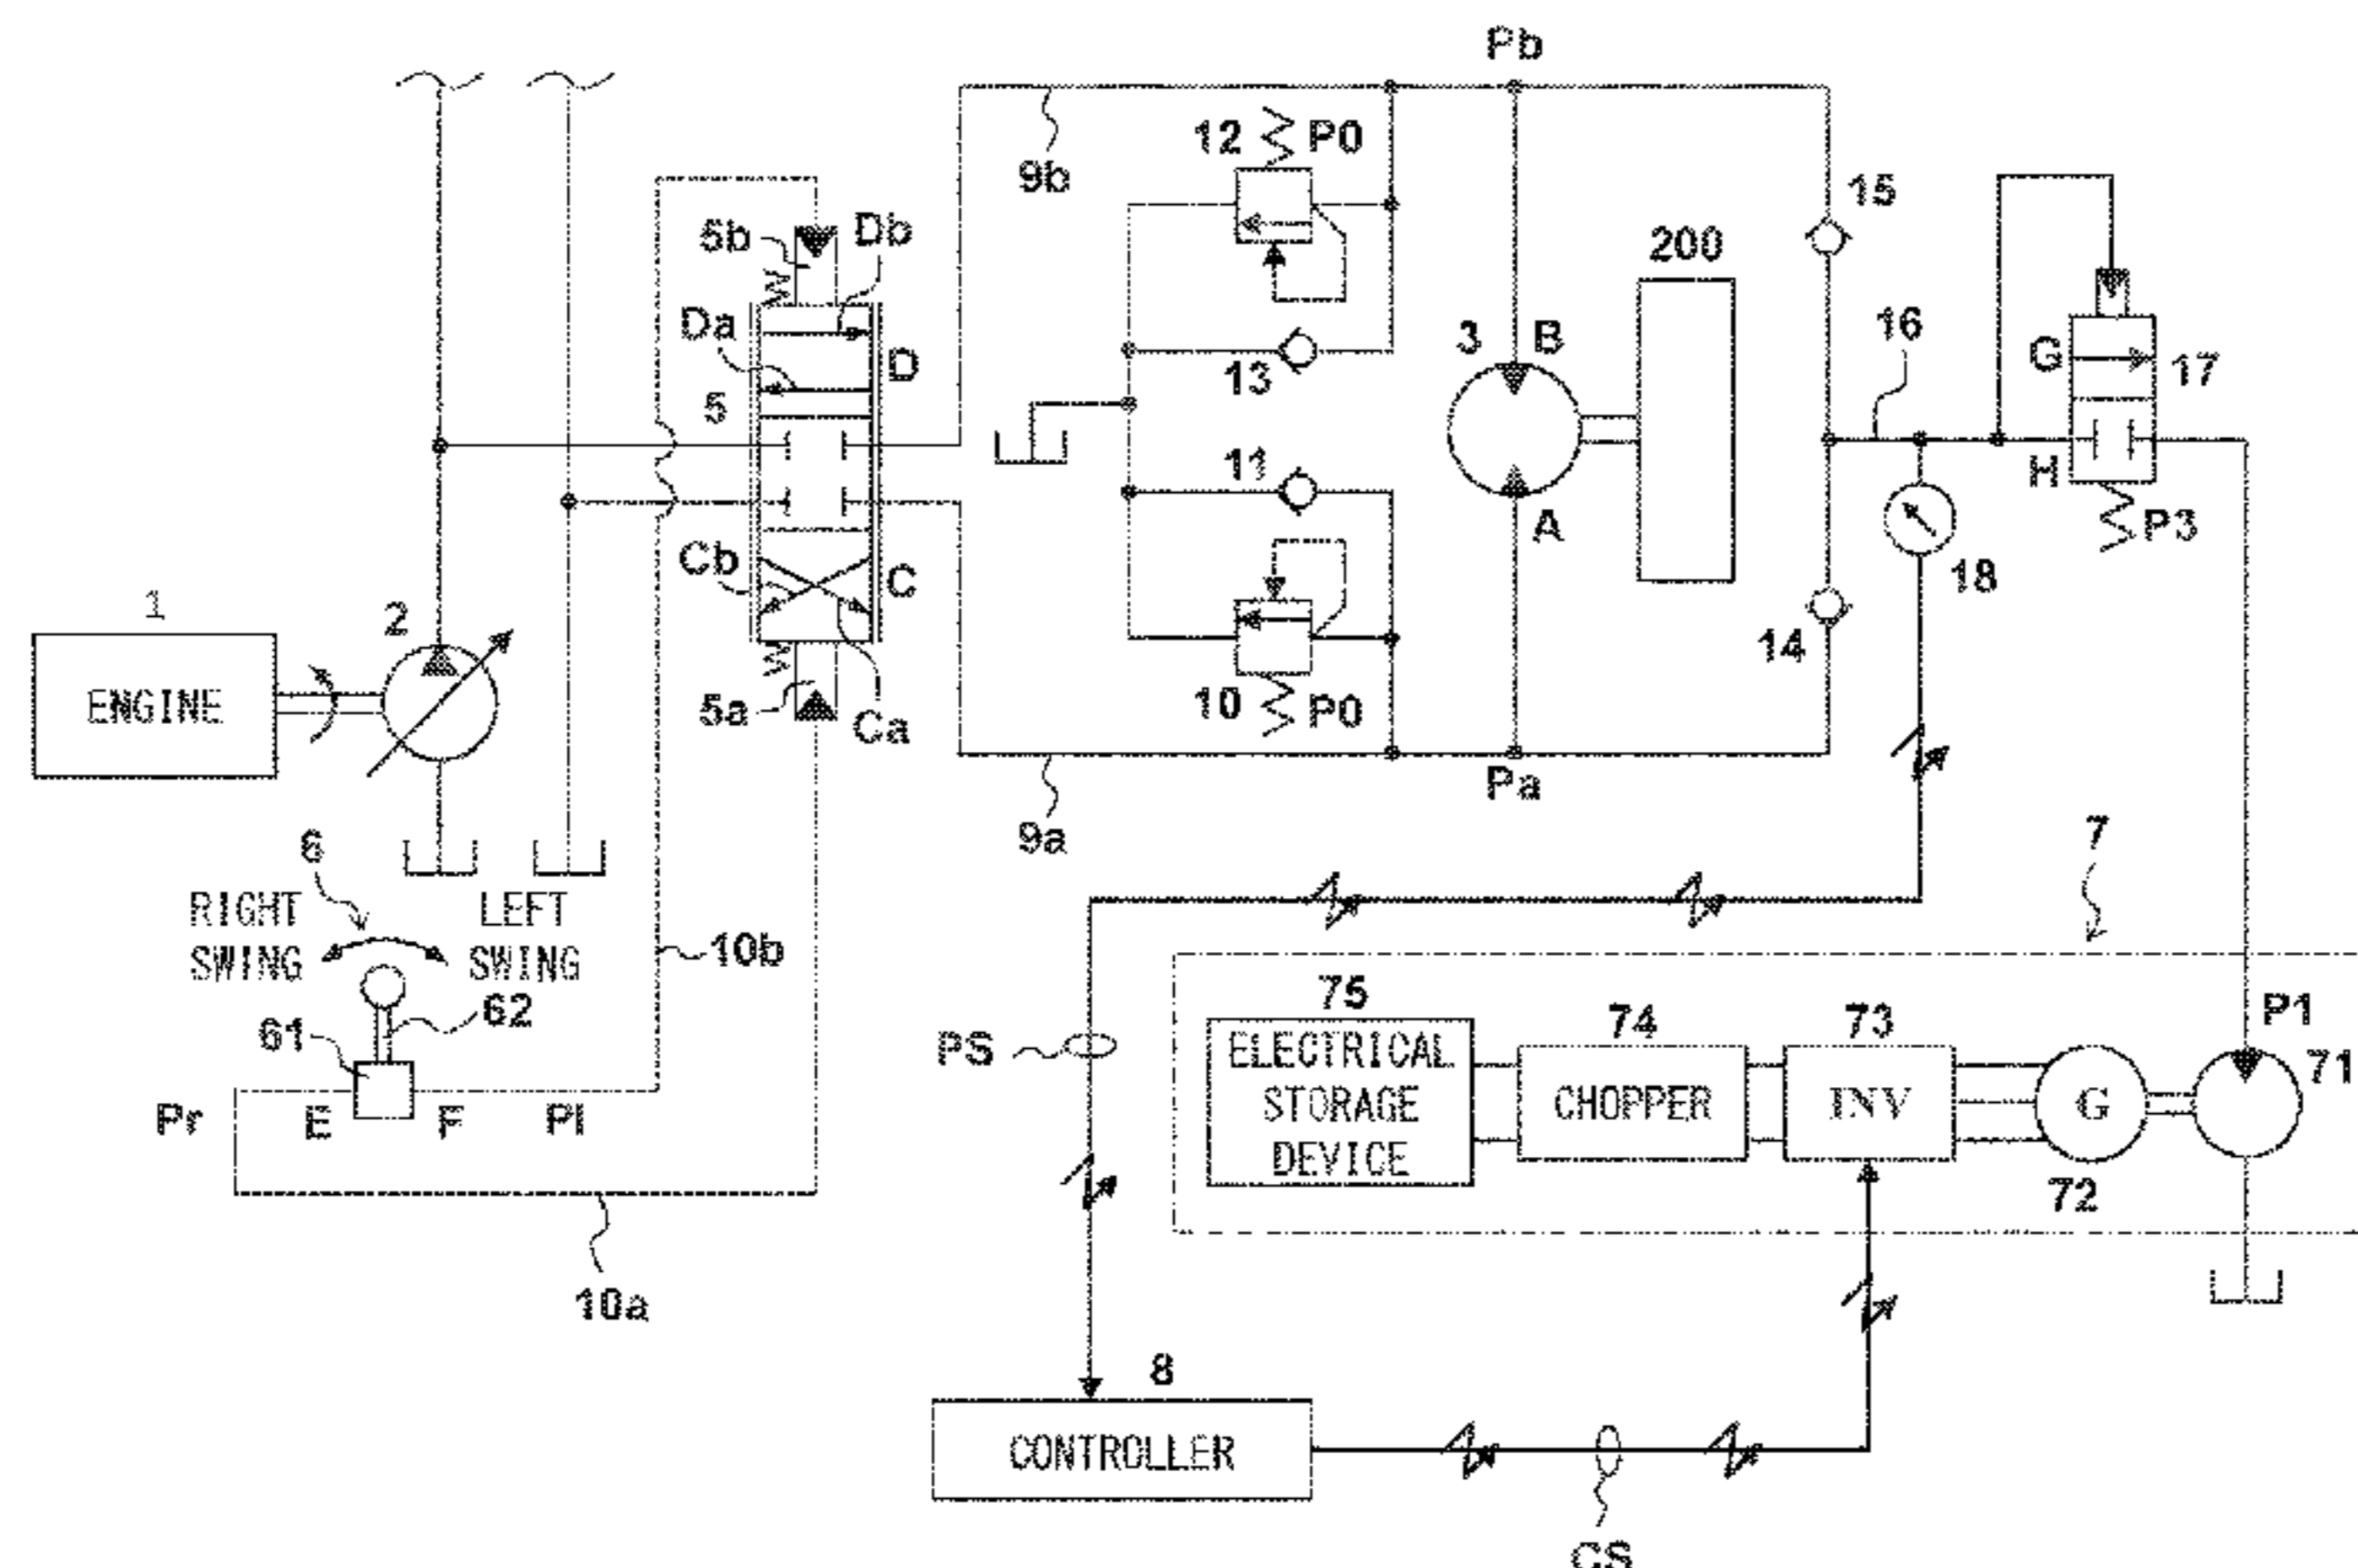 Pb
12
P0
9b
15
5b
Db
200
Da
D
13
3
B
16
G
17
5
11
H
A
P3
Cb
C
18
1
2
14
ENGINE
5a
Ca
10
P0
Pa
9a
6
7
RIGHT
SWING
LEFT
SWING
10b
62
61
75
74
73
P1
PS
ELECTRICAL
STORAGE
DEVICE
CHOPPER
INV
G
71
Pr
E
F
Pl
72
10a
8
CONTROLLER
CS